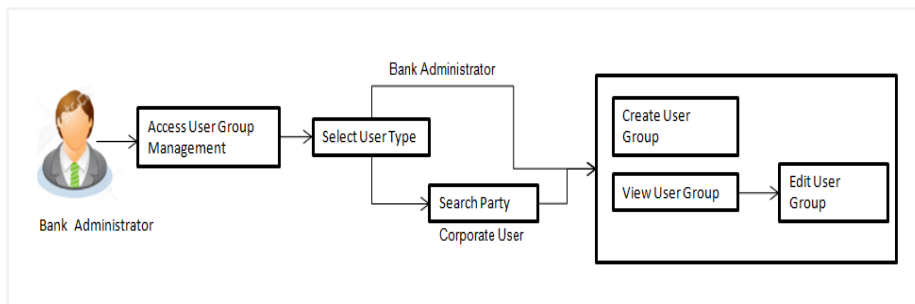 Bank Administrator
Access User Group
Management
Select User Type
Create User
Group
View User Group
Edit User
Group
Search Party
Corporate User
Bank Administrator